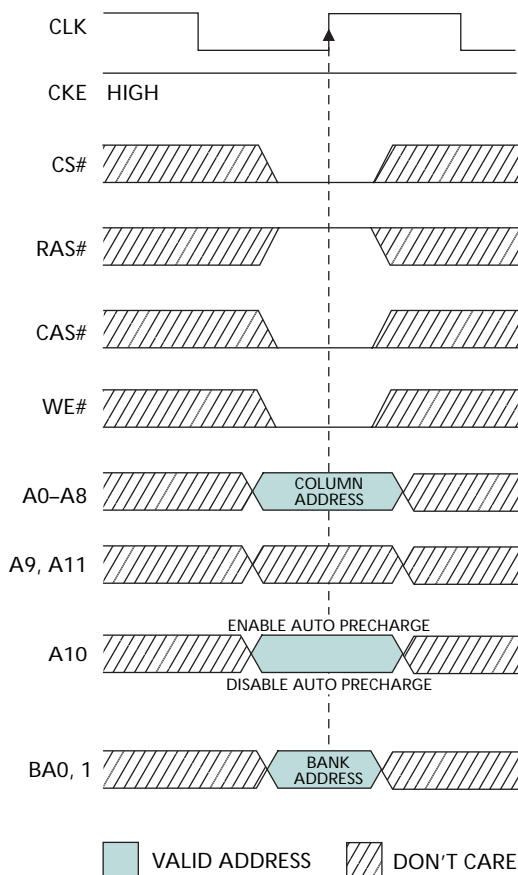 CLK
CKE HIGH
CS#
RAS#
CAS#
WE#
A0–A8
COLUMN
ADDRESS
A9, A11
ENABLE AUTO PRECHARGE
A10
DISABLE AUTO PRECHARGE
BA0, 1
BANK
ADDRESS
VALID ADDRESS DON'T CARE